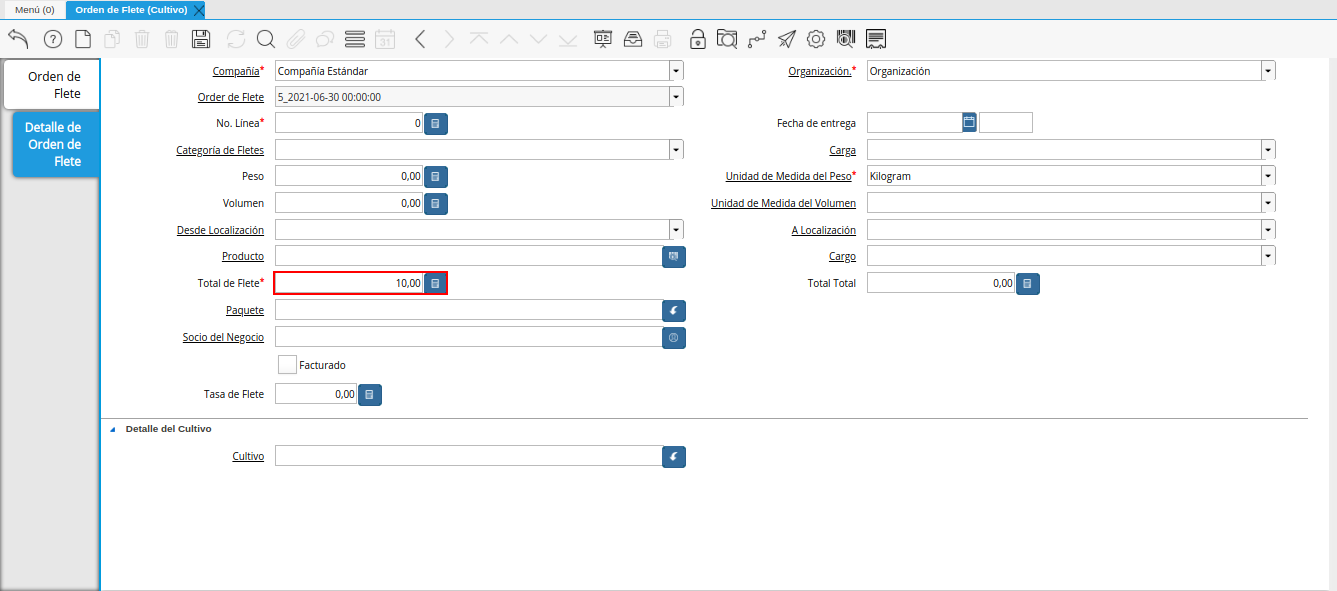 Menú (0)
Orden de Flete (Cultivo)
31
Orden de
Flete
Detalle de
Orden de
Flete
Compañía* Compañía Estándar
Organización.* Organización
Order de Flete 5_2021-06-30 00:00:00
No. Línea* 0
Fecha de entrega
Categoría de Fletes
Carga
Peso 0,00
Unidad de Medida del Peso* Kilogram
Volumen 0,00
Unidad de Medida del Volumen
Desde Localización
A Localización
Producto
Cargo
Total de Flete* 10,00
Total Total 0,00
Paquete
Socio del Negocio
Facturado
Tasa de Flete 0,00
Detalle del Cultivo
Cultivo